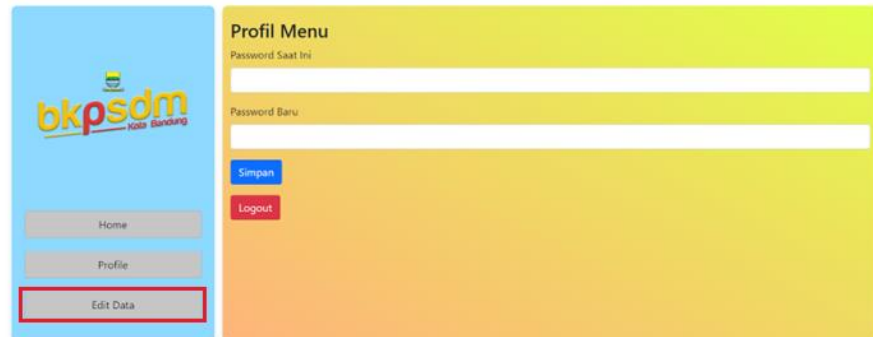 bkpsdm
Kota Bandung
Home
Profile
Edit Data
Profil Menu
Password Saat Ini
Password Baru
Simpan
Logout